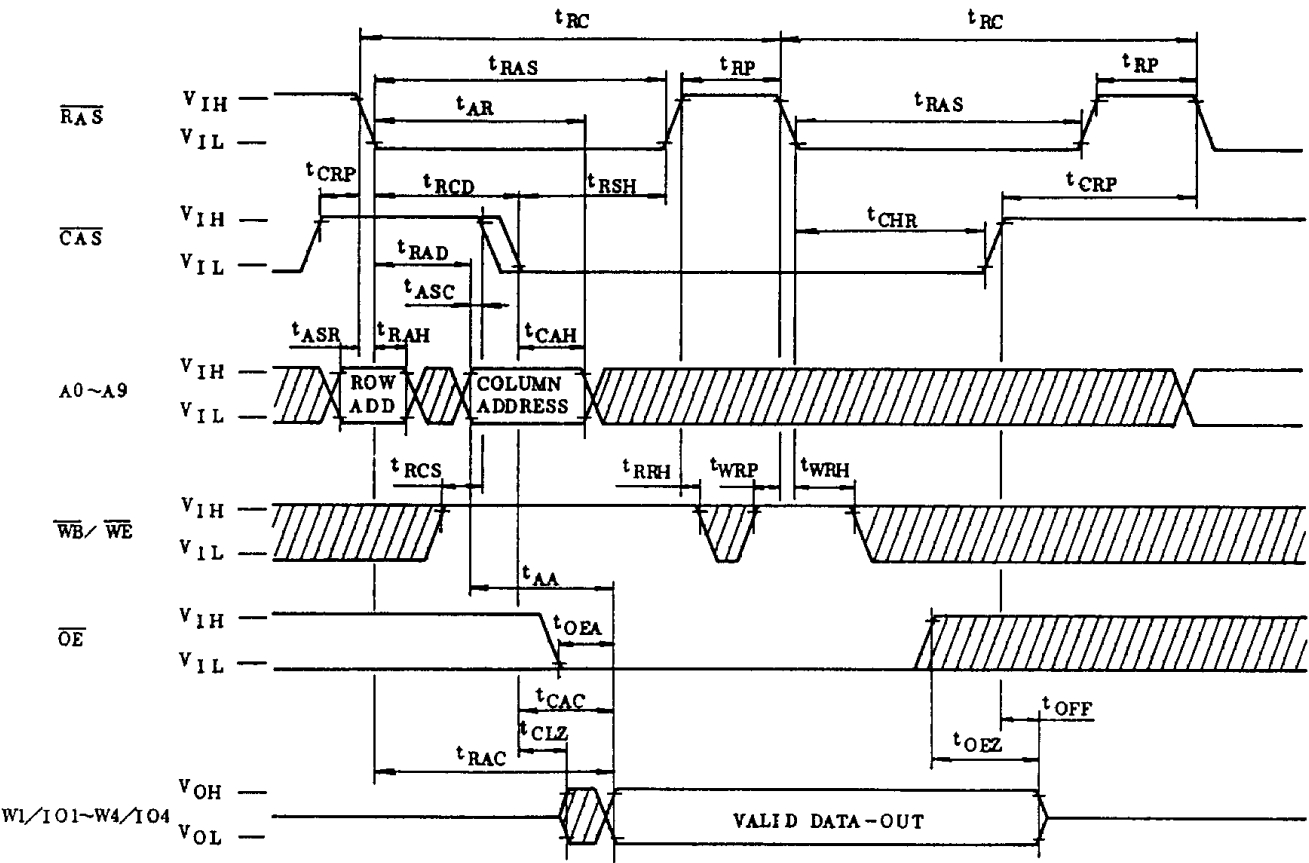 tRC tRC
tRAS tRP tRP
RAS VIH tAR tRAS
VIL
tCRP tRCD tRSH tCRP
CAS VIH tCHR
VIL tRAD
tASC
tASR tRAH tCAH
A0~A9 VIH ROW COLUMN
VIL ADD ADDRESS
tRCS tRRH tWRP tWRH
WB/WE VIH
VIL
tAA
OE VIH tOEA
VIL
tCAC tOFF
tCLZ tOEZ
tRAC
W1/IO1~W4/IO4 VOH
VOL VALID DATA-OUT